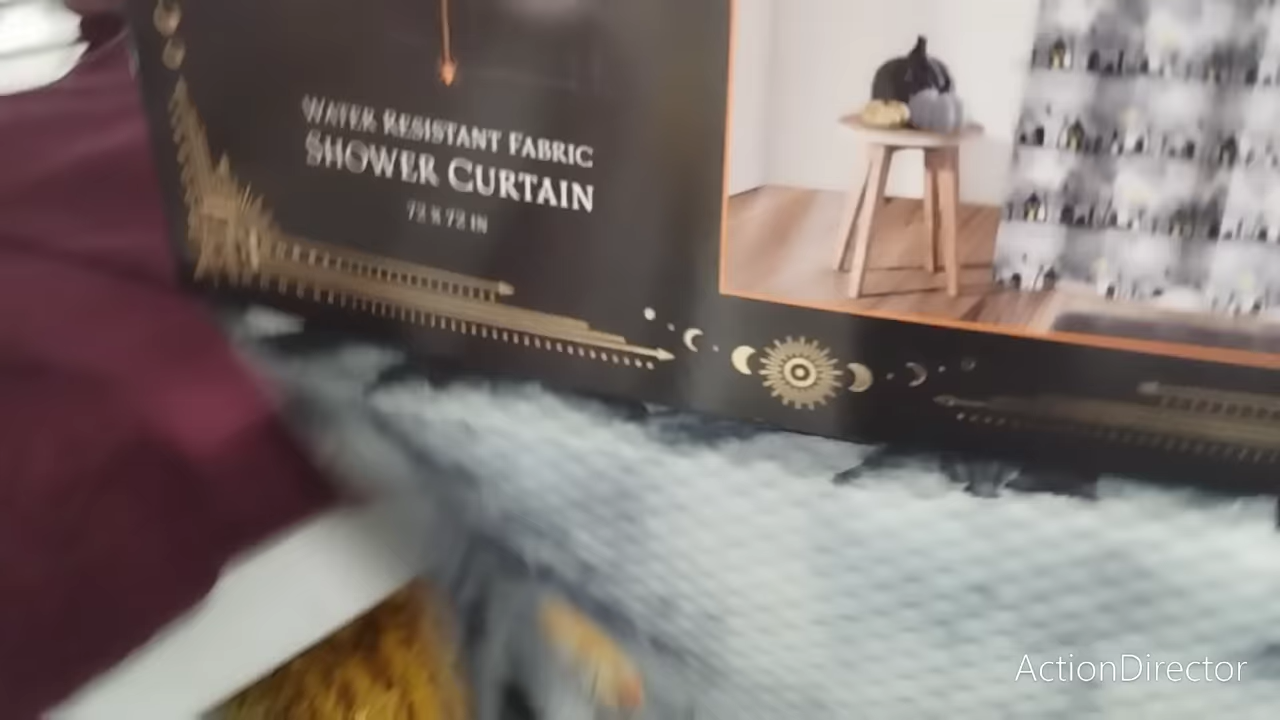 WATER RESISTANT FABRIC
SHOWER CURTAIN
72 X 72 IN
ActionDirector